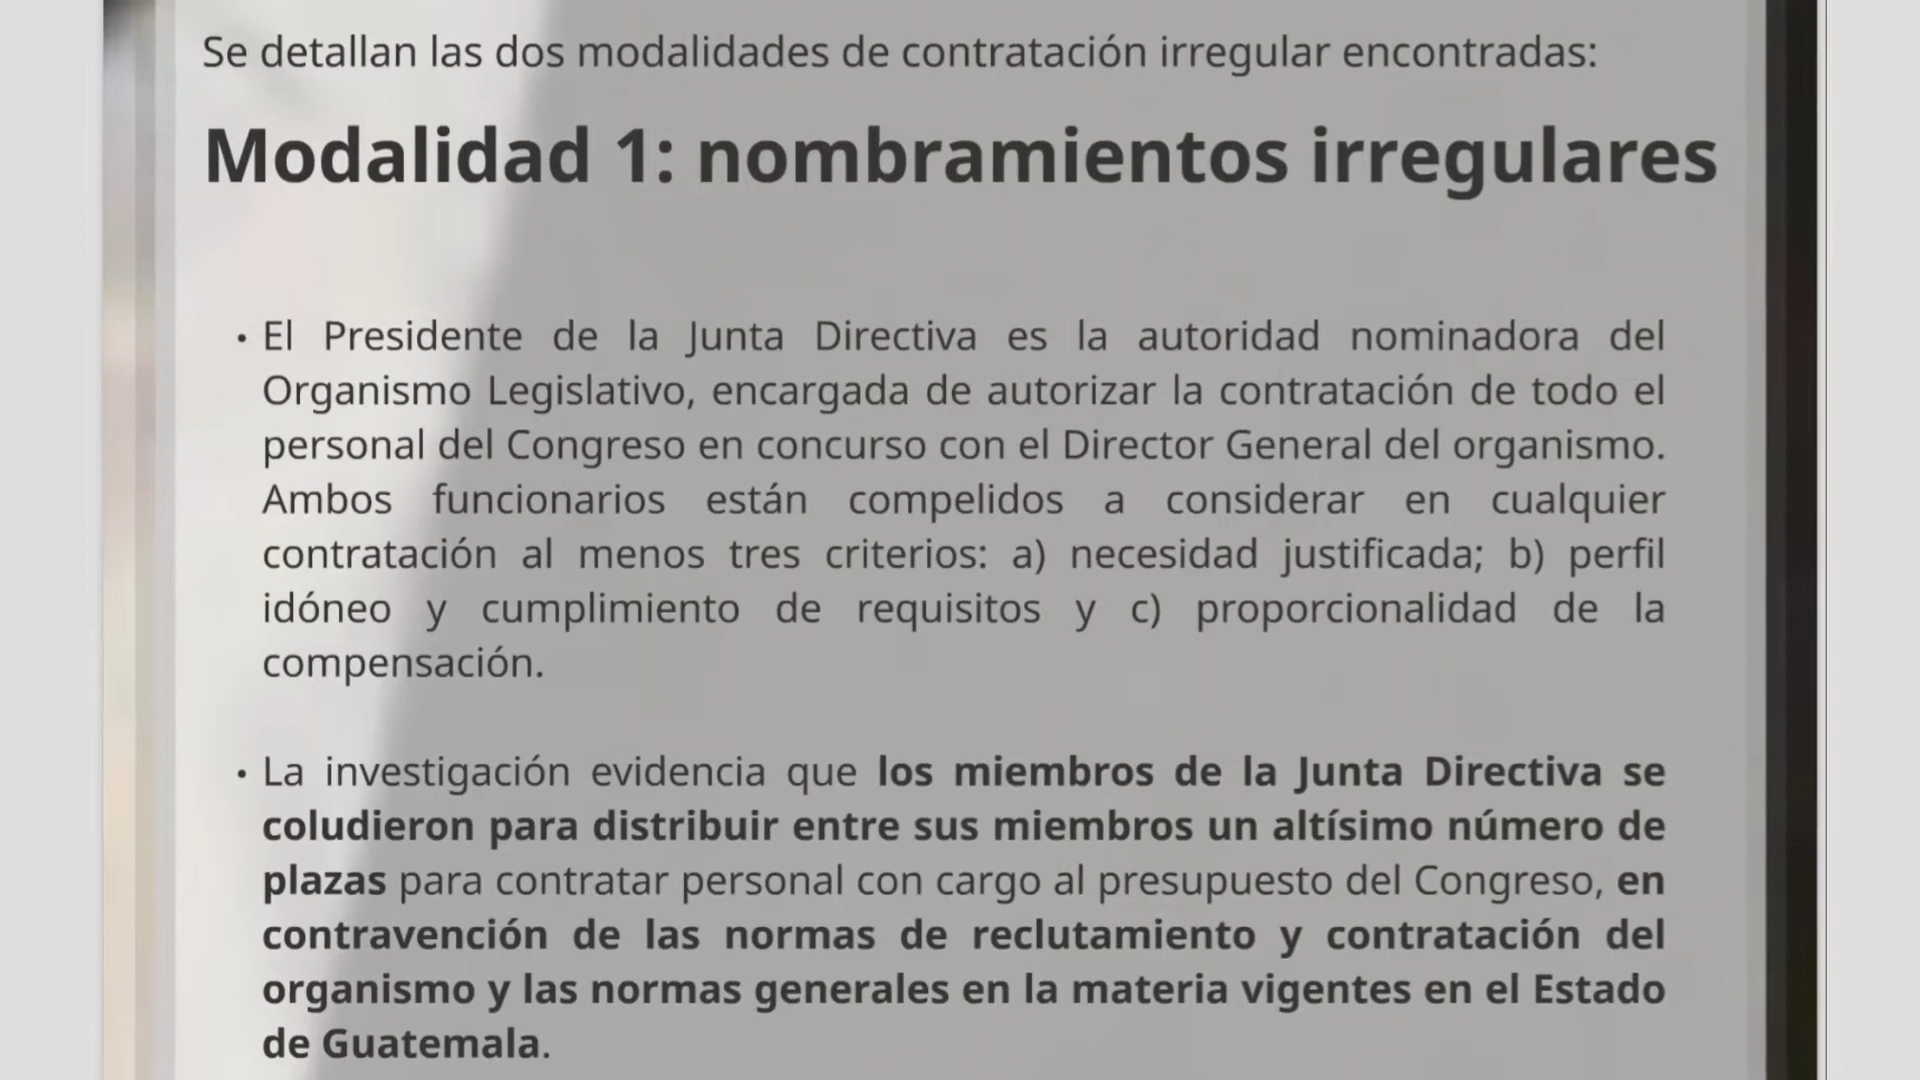 Se detallan las dos modalidades de contratación irregular encontradas:
Modalidad 1: nombramientos irregulares
• El Presidente de la Junta Directiva es la autoridad nominadora del
Organismo Legislativo, encargada de autorizar la contratación de todo el
personal del Congreso en concurso con el Director General del organismo.
Ambos funcionarios están compelidos a considerar en cualquier
contratación al menos tres criterios: a) necesidad justificada; b) perfil
idóneo y cumplimiento de requisitos y c) proporcionalidad de la
compensación.
• La investigación evidencia que los miembros de la Junta Directiva se
coludieron para distribuir entre sus miembros un altísimo número de
plazas para contratar personal con cargo al presupuesto del Congreso, en
contravención de las normas de reclutamiento y contratación del
organismo y las normas generales en la materia vigentes en el Estado
de Guatemala.